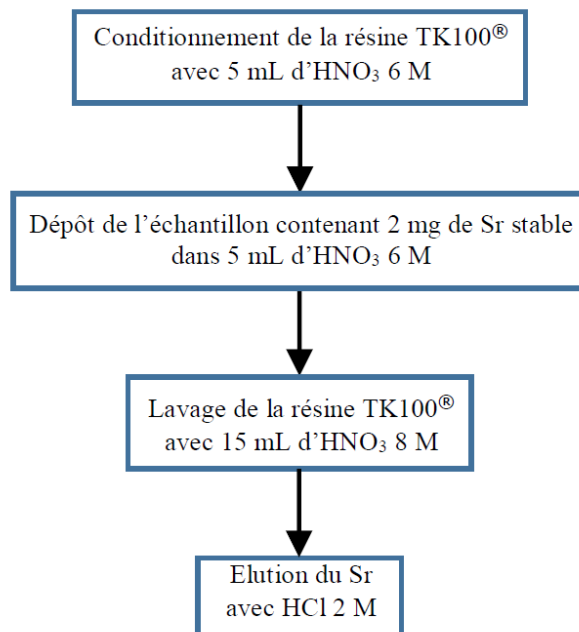 Conditionnement de la résine TK100®
avec 5 mL d’HNO₃ 6 M
Dépôt de l’échantillon contenant 2 mg de Sr stable
dans 5 mL d’HNO₃ 6 M
Lavage de la résine TK100®
avec 15 mL d’HNO₃ 8 M
Elution du Sr
avec HCl 2 M